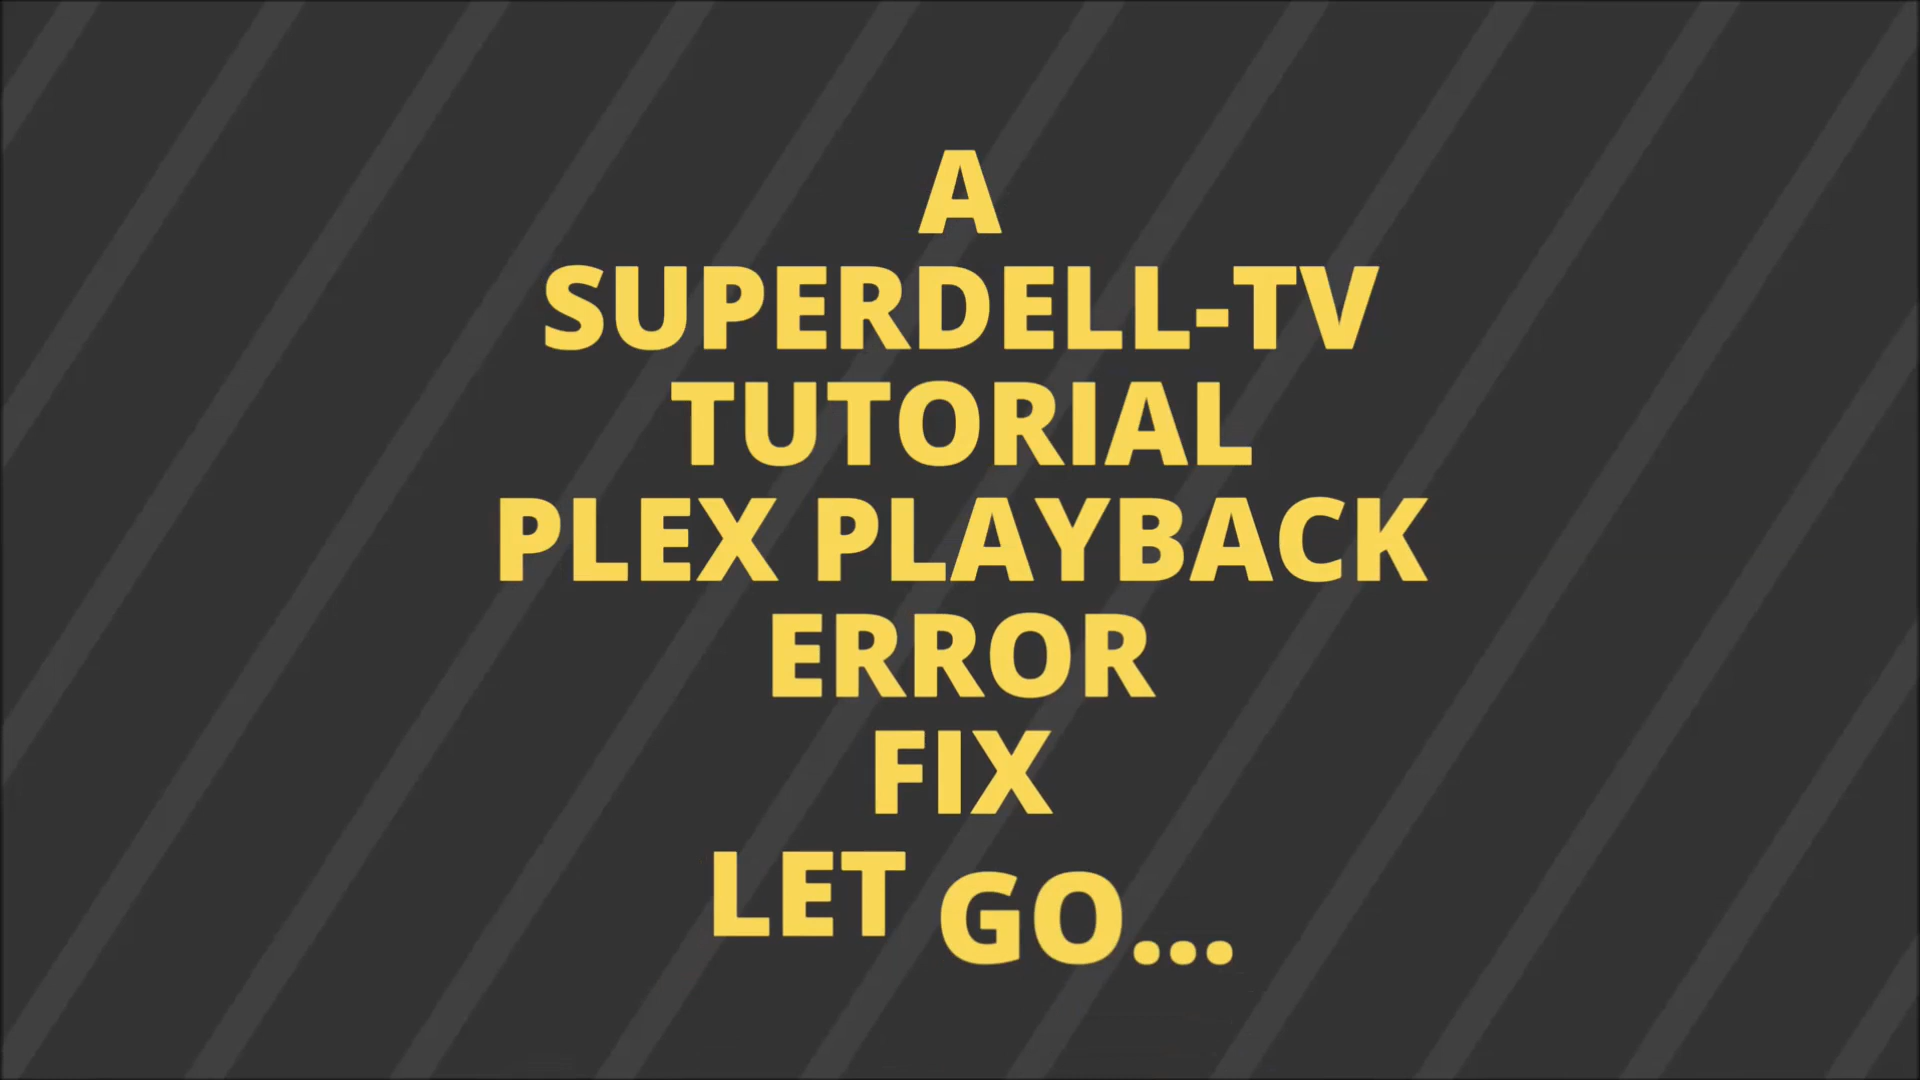 A
SUPERDELL-TV
TUTORIAL
PLEX PLAYBACK
ERROR
FIX
LET GO...